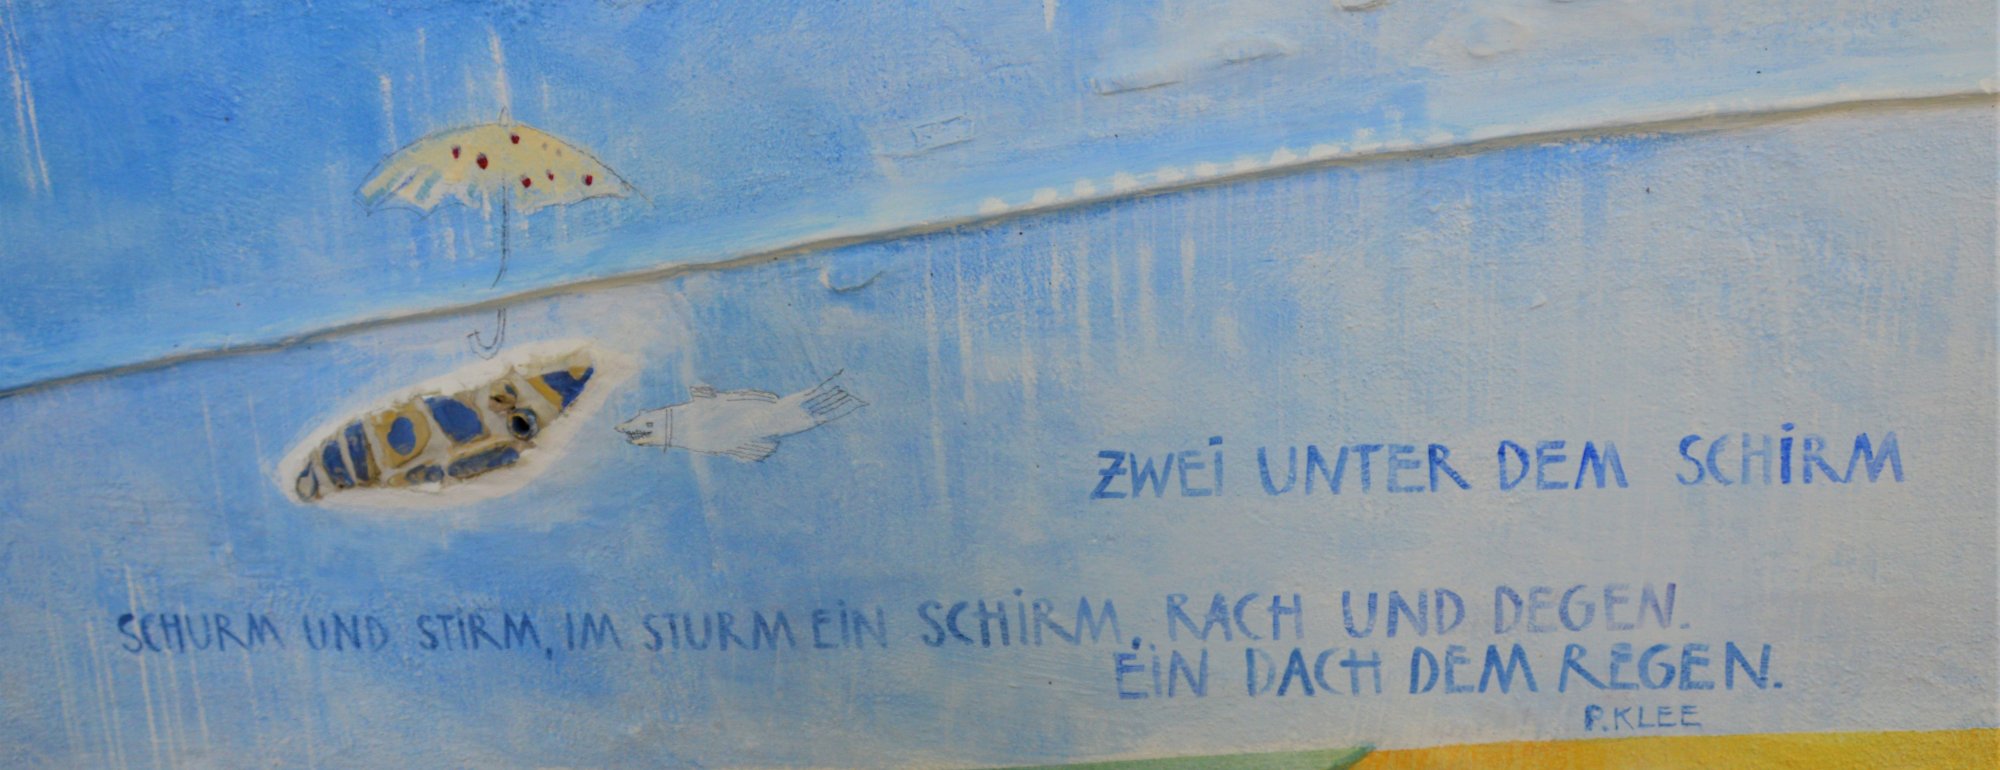 ZWEI UNTER DEM SCHIRM
SCHURM UND STIRM, IM STURM EIN SCHIRM, RACH UND DEGEN.
EIN DACH DEM REGEN.
P. KLEE